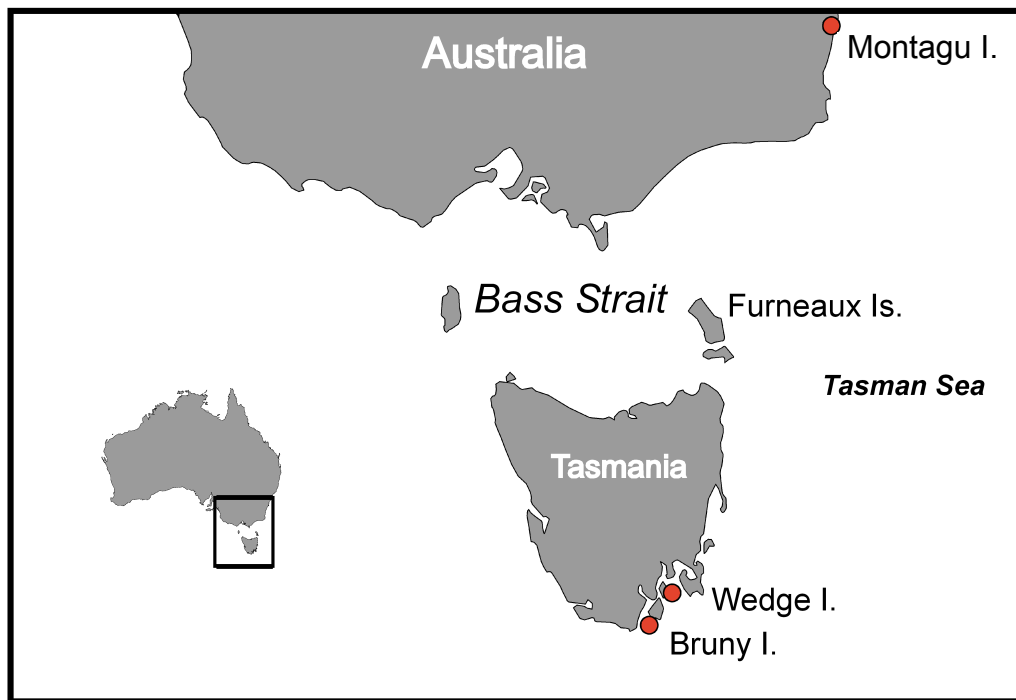 Australia
Montagu I.
Bass Strait
Furneaux Is.
Tasman Sea
Tasmania
Wedge I.
Bruny I.